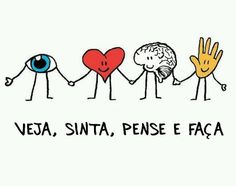 VEJA, SINTA, PENSE E FAÇA